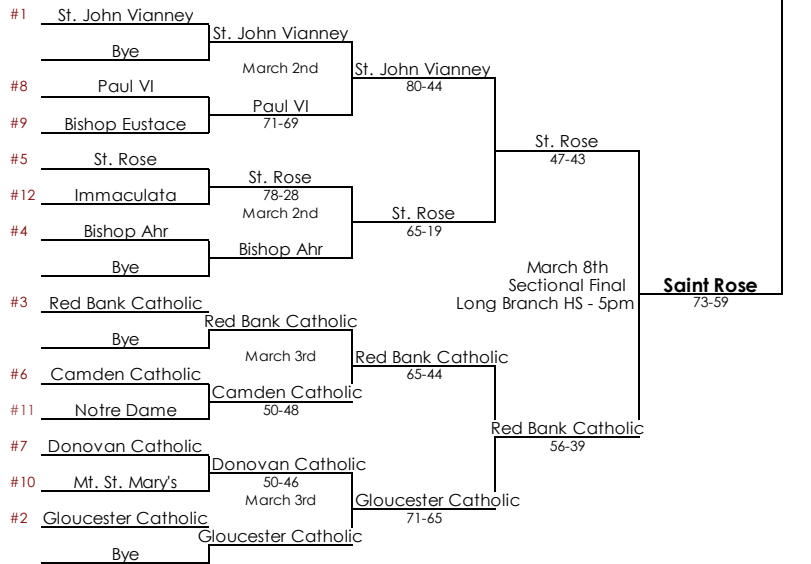 #1 St. John Vianney
St. John Vianney
Bye
March 2nd
St. John Vianney
80-44
#8 Paul VI
Paul VI
71-69
#9 Bishop Eustace
St. Rose
47-43
#5 St. Rose
St. Rose
78-28
#12 Immaculata
March 2nd
St. Rose
65-19
#4 Bishop Ahr
Bishop Ahr
Bye
March 8th
Sectional Final
Long Branch HS - 5pm
Saint Rose
73-59
#3 Red Bank Catholic
Red Bank Catholic
Bye
March 3rd
Red Bank Catholic
65-44
#6 Camden Catholic
Camden Catholic
50-48
#11 Notre Dame
Red Bank Catholic
56-39
#7 Donovan Catholic
Donovan Catholic
50-46
#10 Mt. St. Mary's
March 3rd
Gloucester Catholic
71-65
#2 Gloucester Catholic
Gloucester Catholic
Bye